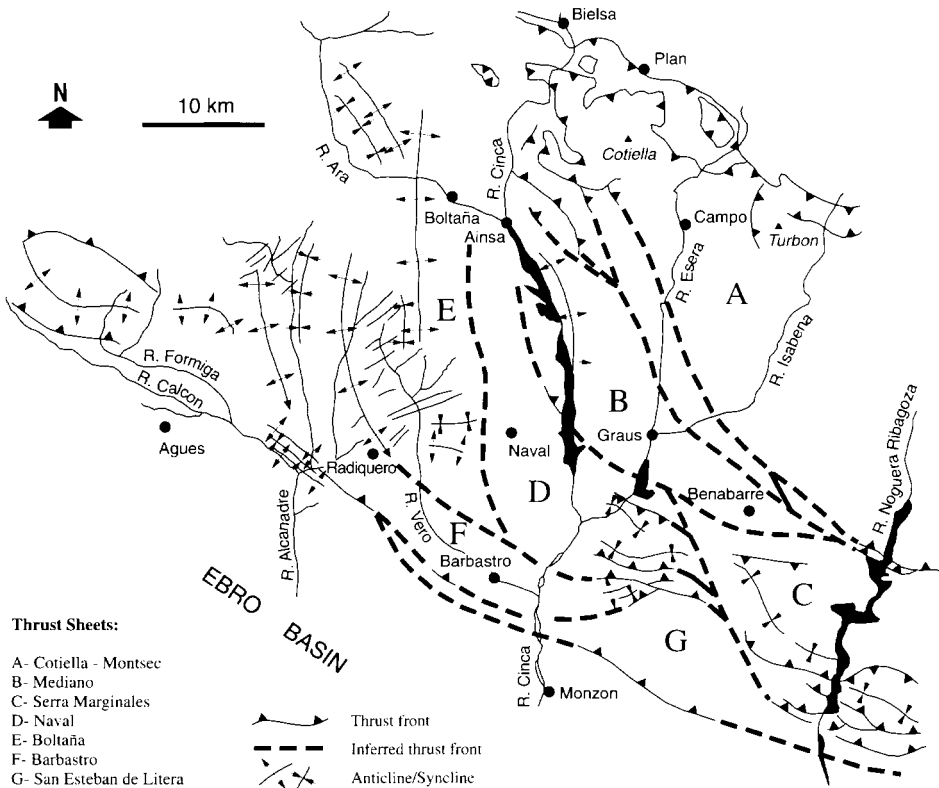 Bielsa
Plan
N
10 km
R. Ara
R. Cinca
Cotiella
Boltaña
Ainsa
Campo
Turbon
R. Esera
A
E
R. Isabena
R. Formiga
R. Calcon
B
Agues
Radiquero
Naval
Graus
R. Noguera Ribagoza
D
Benabarre
R. Alcanadre
R. Vero
F
Barbastro
C
EBRO
BASIN
G
R. Cinca
Monzon
Thrust Sheets:
A- Cotiella - Montsec
B- Mediano
C- Serra Marginales
D- Naval
E- Boltaña
F- Barbastro
G- San Esteban de Litera
Thrust front
Inferred thrust front
Anticline/Syncline